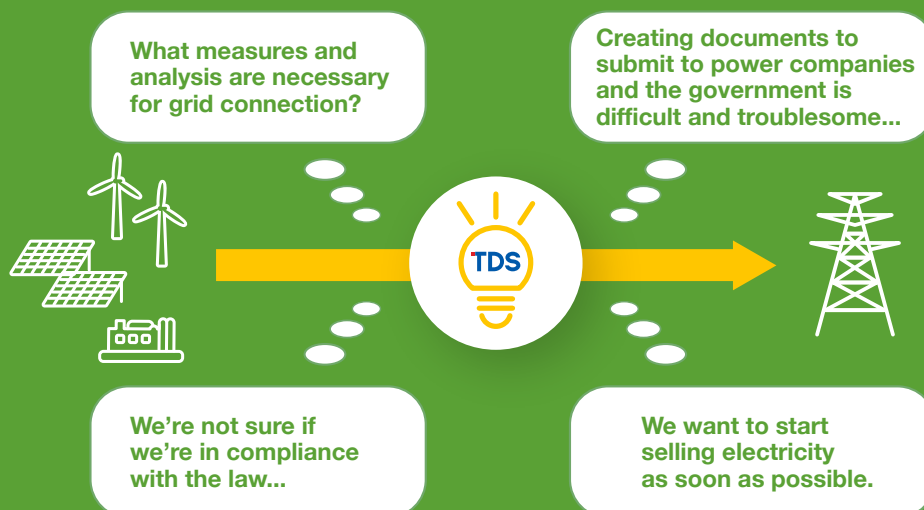 What measures and
analysis are necessary
for grid connection?
Creating documents to
submit to power companies
and the government is
difficult and troublesome...
TDS
We’re not sure if
we’re in compliance
with the law...
We want to start
selling electricity
as soon as possible.